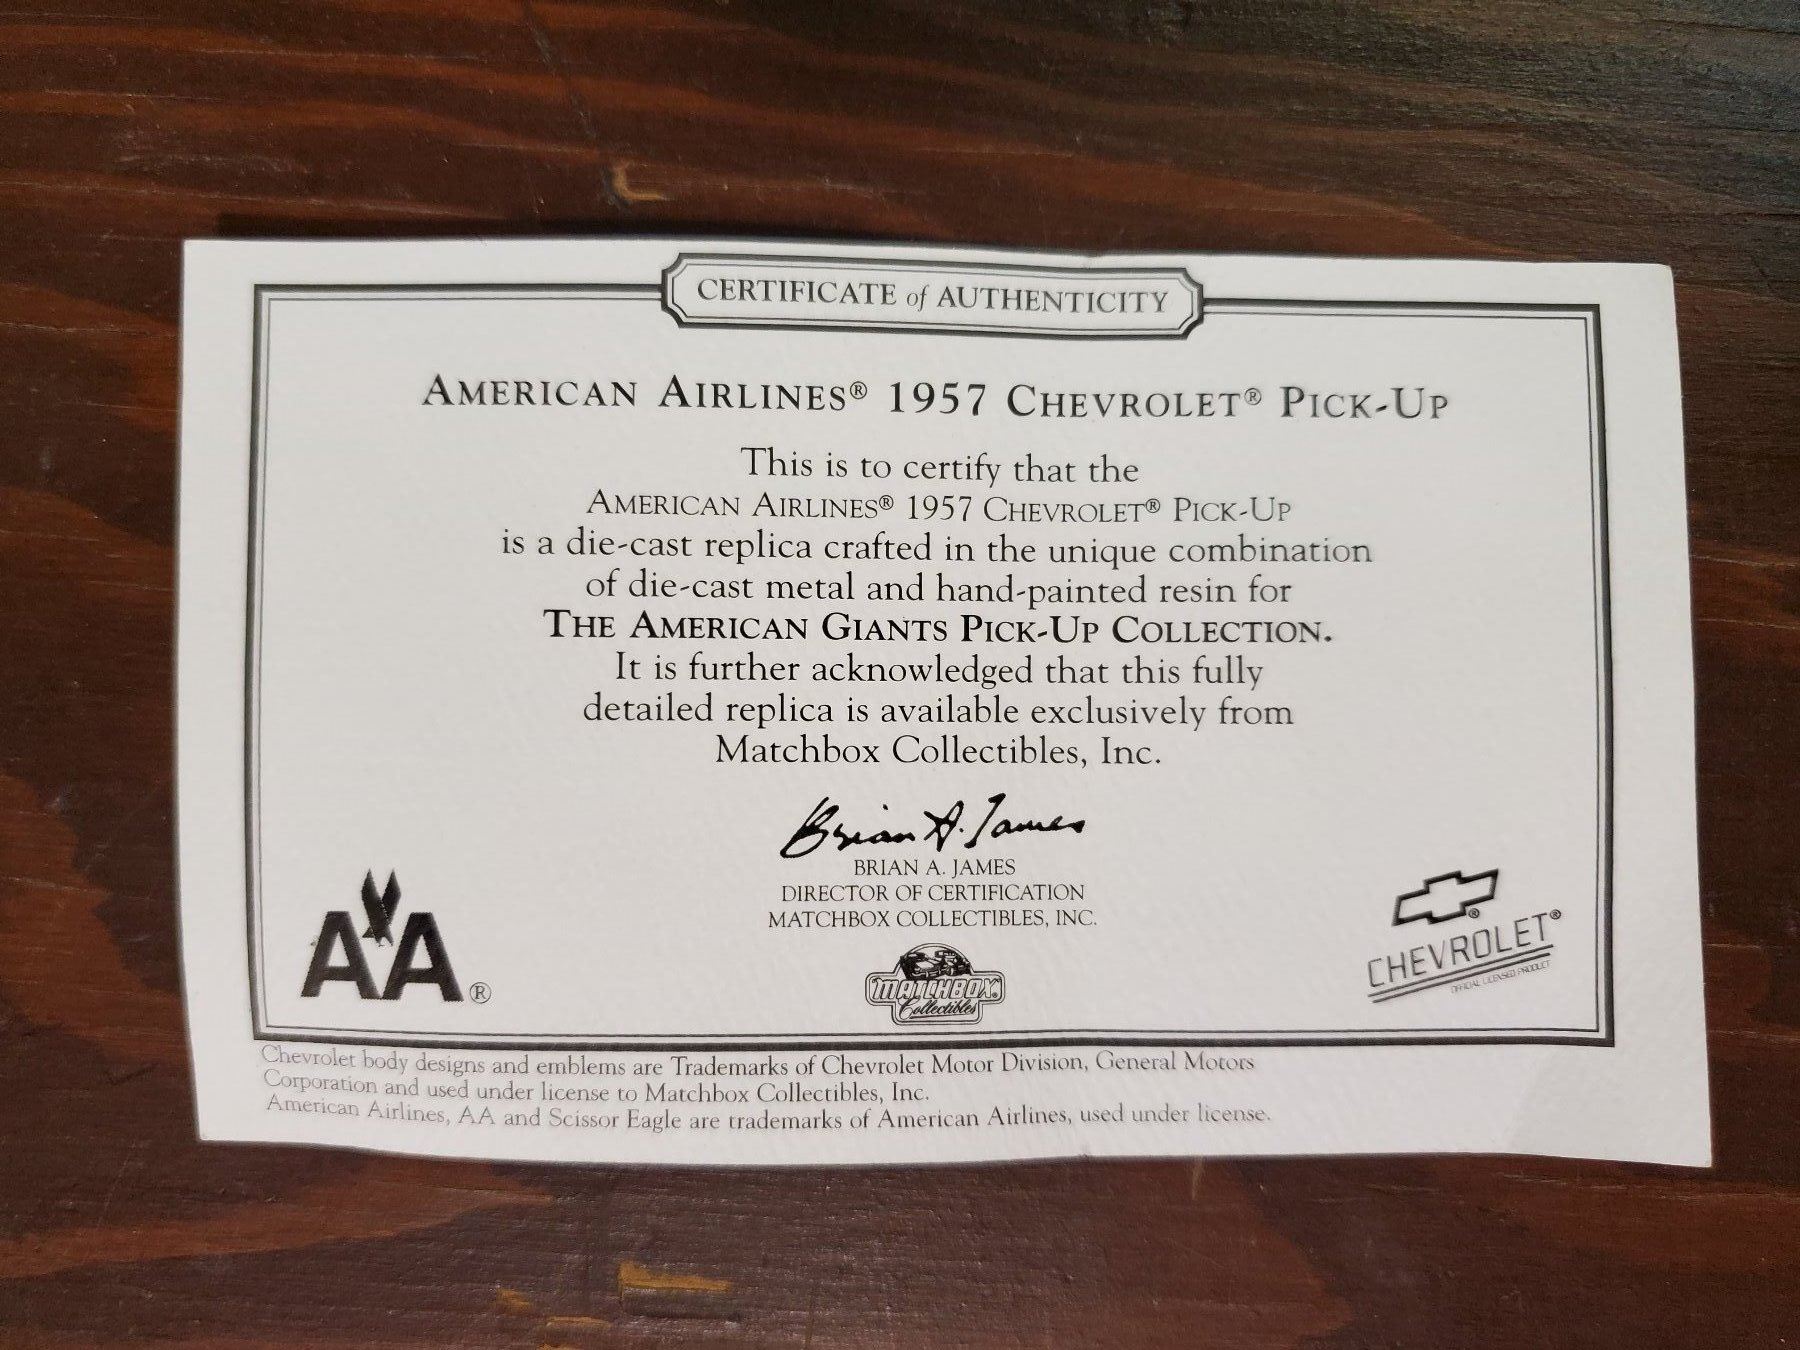 CERTIFICATE of AUTHENTICITY
AMERICAN AIRLINES® 1957 CHEVROLET® PICK-UP
This is to certify that the
AMERICAN AIRLINES® 1957 CHEVROLET® PICK-UP
is a die-cast replica crafted in the unique combination
of die-cast metal and hand-painted resin for
THE AMERICAN GIANTS PICK-UP COLLECTION.
It is further acknowledged that this fully
detailed replica is available exclusively from
Matchbox Collectibles, Inc.
Brian A. James
BRIAN A. JAMES
DIRECTOR OF CERTIFICATION
MATCHBOX COLLECTIBLES, INC.
AA®
MATCHBOX®
Collectibles
®
CHEVROLET®
OFFICIAL LICENSED PRODUCT
Chevrolet body designs and emblems are Trademarks of Chevrolet Motor Division, General Motors
Corporation and used under license to Matchbox Collectibles, Inc.
American Airlines, AA and Scissor Eagle are trademarks of American Airlines, used under license.